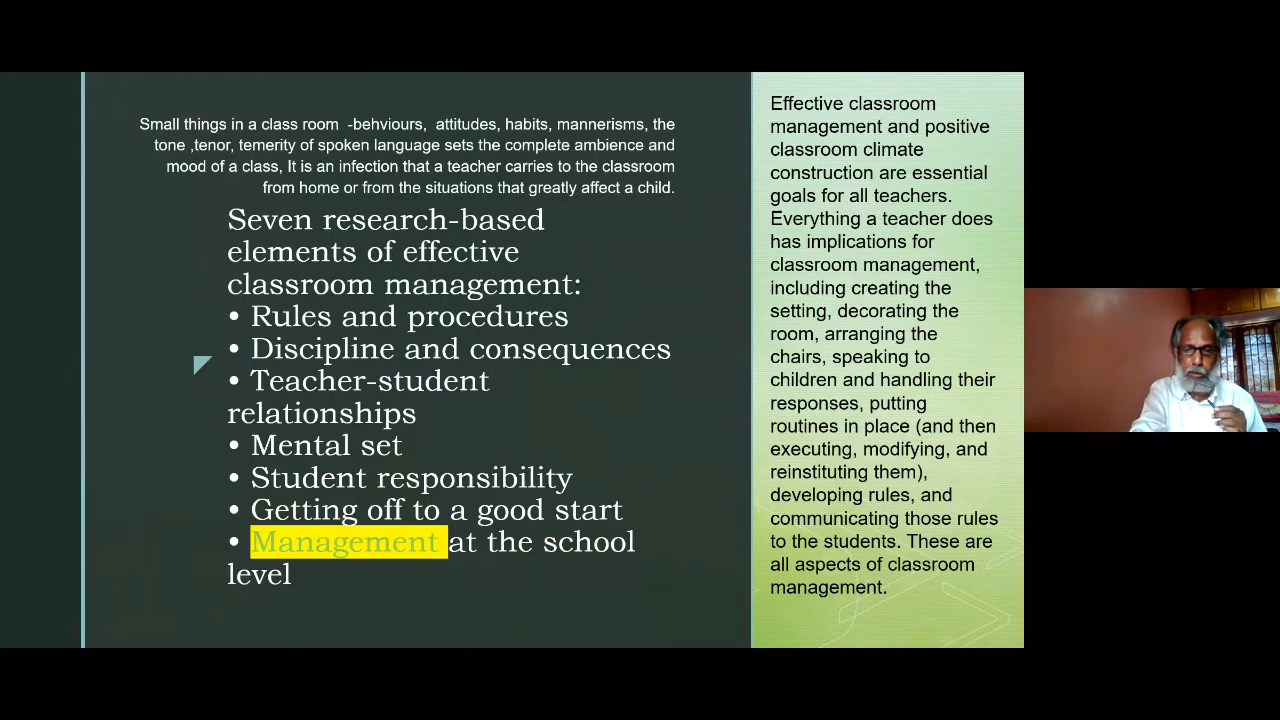 Small things in a class room  -behviours,  attitudes, habits, mannerisms, the
tone ,tenor, temerity of spoken language sets the complete ambience and
mood of a class, It is an infection that a teacher carries to the classroom
from home or from the situations that greatly affect a child.
Seven research-based
elements of effective
classroom management:
• Rules and procedures
• Discipline and consequences
• Teacher-student
relationships
• Mental set
• Student responsibility
• Getting off to a good start
• Management at the school
level
Effective classroom
management and positive
classroom climate
construction are essential
goals for all teachers.
Everything a teacher does
has implications for
classroom management,
including creating the
setting, decorating the
room, arranging the
chairs, speaking to
children and handling their
responses, putting
routines in place (and then
executing, modifying, and
reinstituting them),
developing rules, and
communicating those rules
to the students. These are
all aspects of classroom
management.